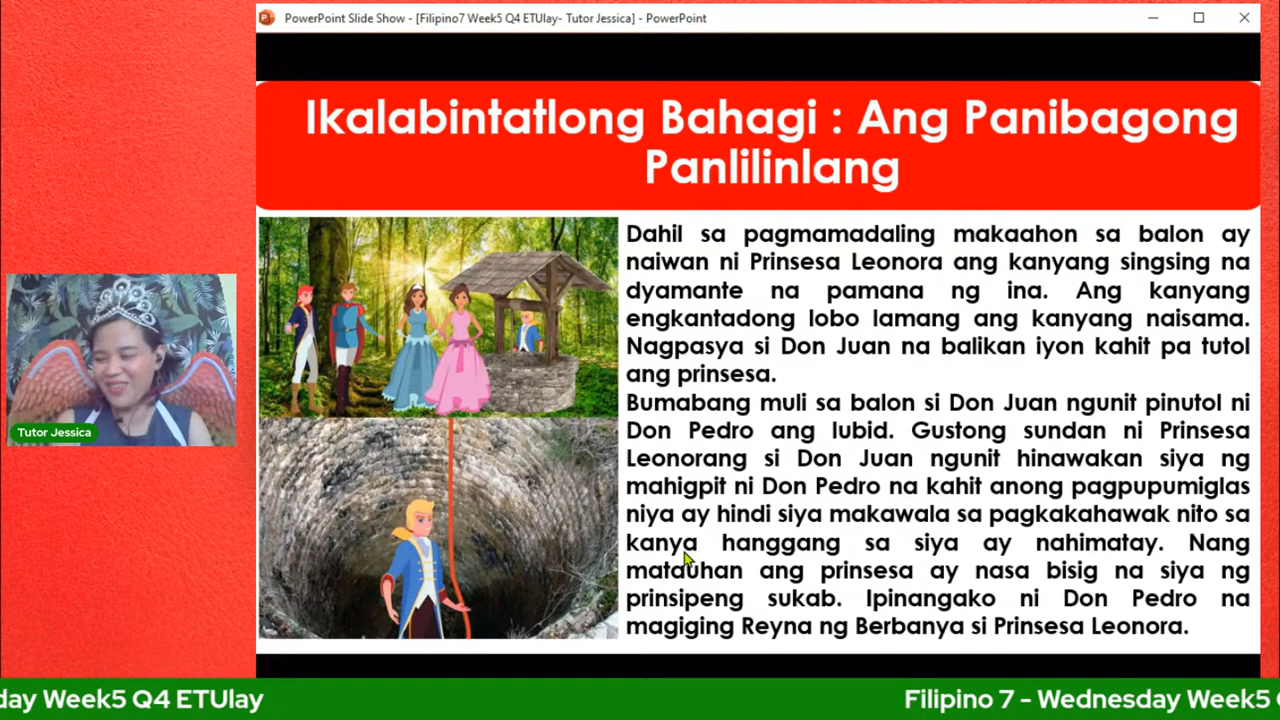 PowerPoint Slide Show - [Filipino7 Week5 Q4 ETUlay- Tutor Jessica] - PowerPoint
Ikalabintatlong Bahagi : Ang Panibagong
Panlilinlang
Dahil sa pagmamadaling makaahon sa balon ay
naiwan ni Prinsesa Leonora ang kanyang singsing na
dyamante na pamana ng ina. Ang kanyang
engkantadong lobo lamang ang kanyang naisama.
Nagpasya si Don Juan na balikan iyon kahit pa tutol
ang prinsesa.
Bumabang muli sa balon si Don Juan ngunit pinutol ni
Don Pedro ang lubid. Gustong sundan ni Prinsesa
Leonorang si Don Juan ngunit hinawakan siya ng
mahigpit ni Don Pedro na kahit anong pagpupumiglas
niya ay hindi siya makawala sa pagkakahawak nito sa
kanya hanggang sa siya ay nahimatay. Nang
matauhan ang prinsesa ay nasa bisig na siya ng
prinsipeng sukab. Ipinangako ni Don Pedro na
magiging Reyna ng Berbanya si Prinsesa Leonora.
Tutor Jessica
day Week5 Q4 ETUlay
Filipino 7 - Wednesday Week5